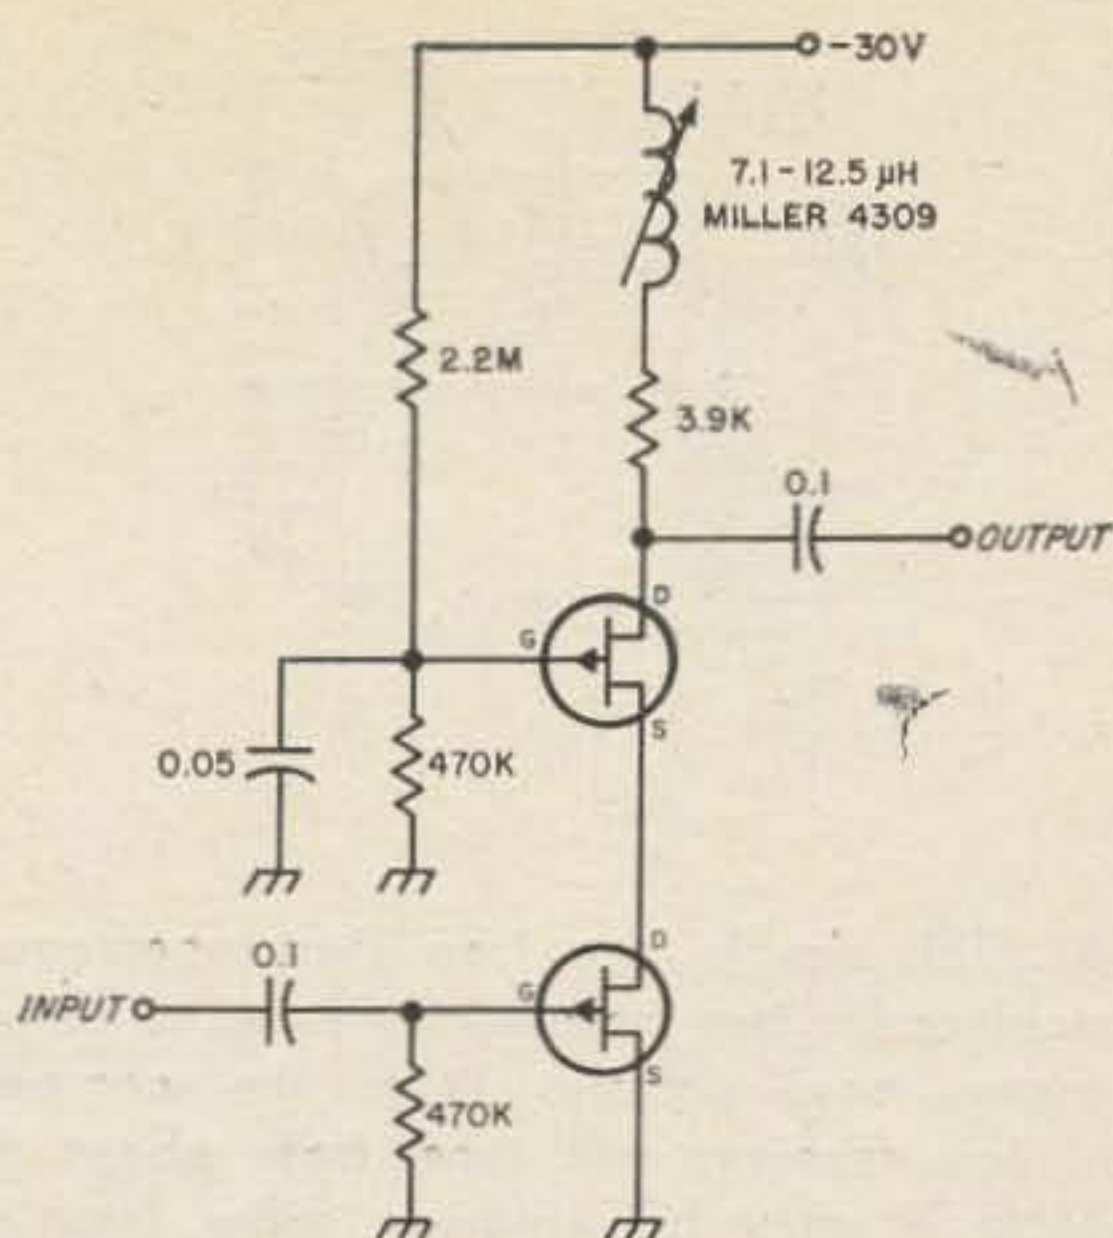 -30V
7.1-12.5 µH
MILLER 4309
2.2M
3.9K
0.1
OUTPUT
D
G
S
0.05
470K
D
0.1
INPUT
G
S
470K